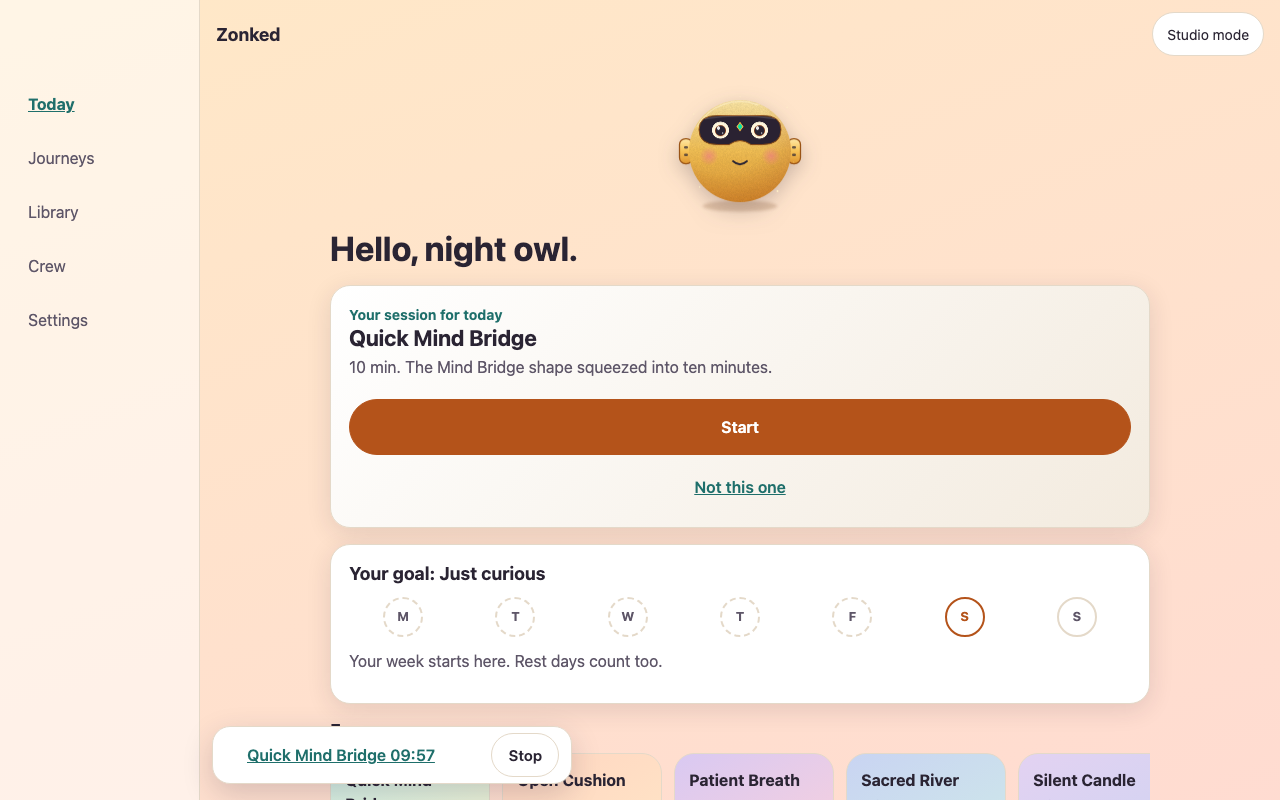 Zonked
Studio mode
Today
Journeys
Library
Crew
Settings
Hello, night owl.
Your session for today
Quick Mind Bridge
10 min. The Mind Bridge shape squeezed into ten minutes.
Start
Not this one
Your goal: Just curious
M T W T F S S
Your week starts here. Rest days count too.
Quick Mind Bridge 09:57
Stop
Quick Mind
Open Cushion
Patient Breath
Sacred River
Silent Candle